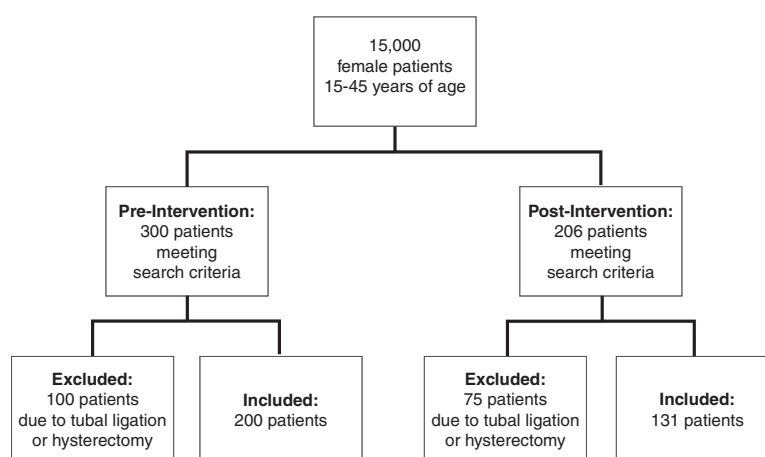 15,000
female patients
15-45 years of age
Pre-Intervention:
300 patients
meeting
search criteria
Post-Intervention:
206 patients
meeting
search criteria
Excluded:
100 patients
due to tubal ligation
or hysterectomy
Included:
200 patients
Excluded:
75 patients
due to tubal ligation
or hysterectomy
Included:
131 patients